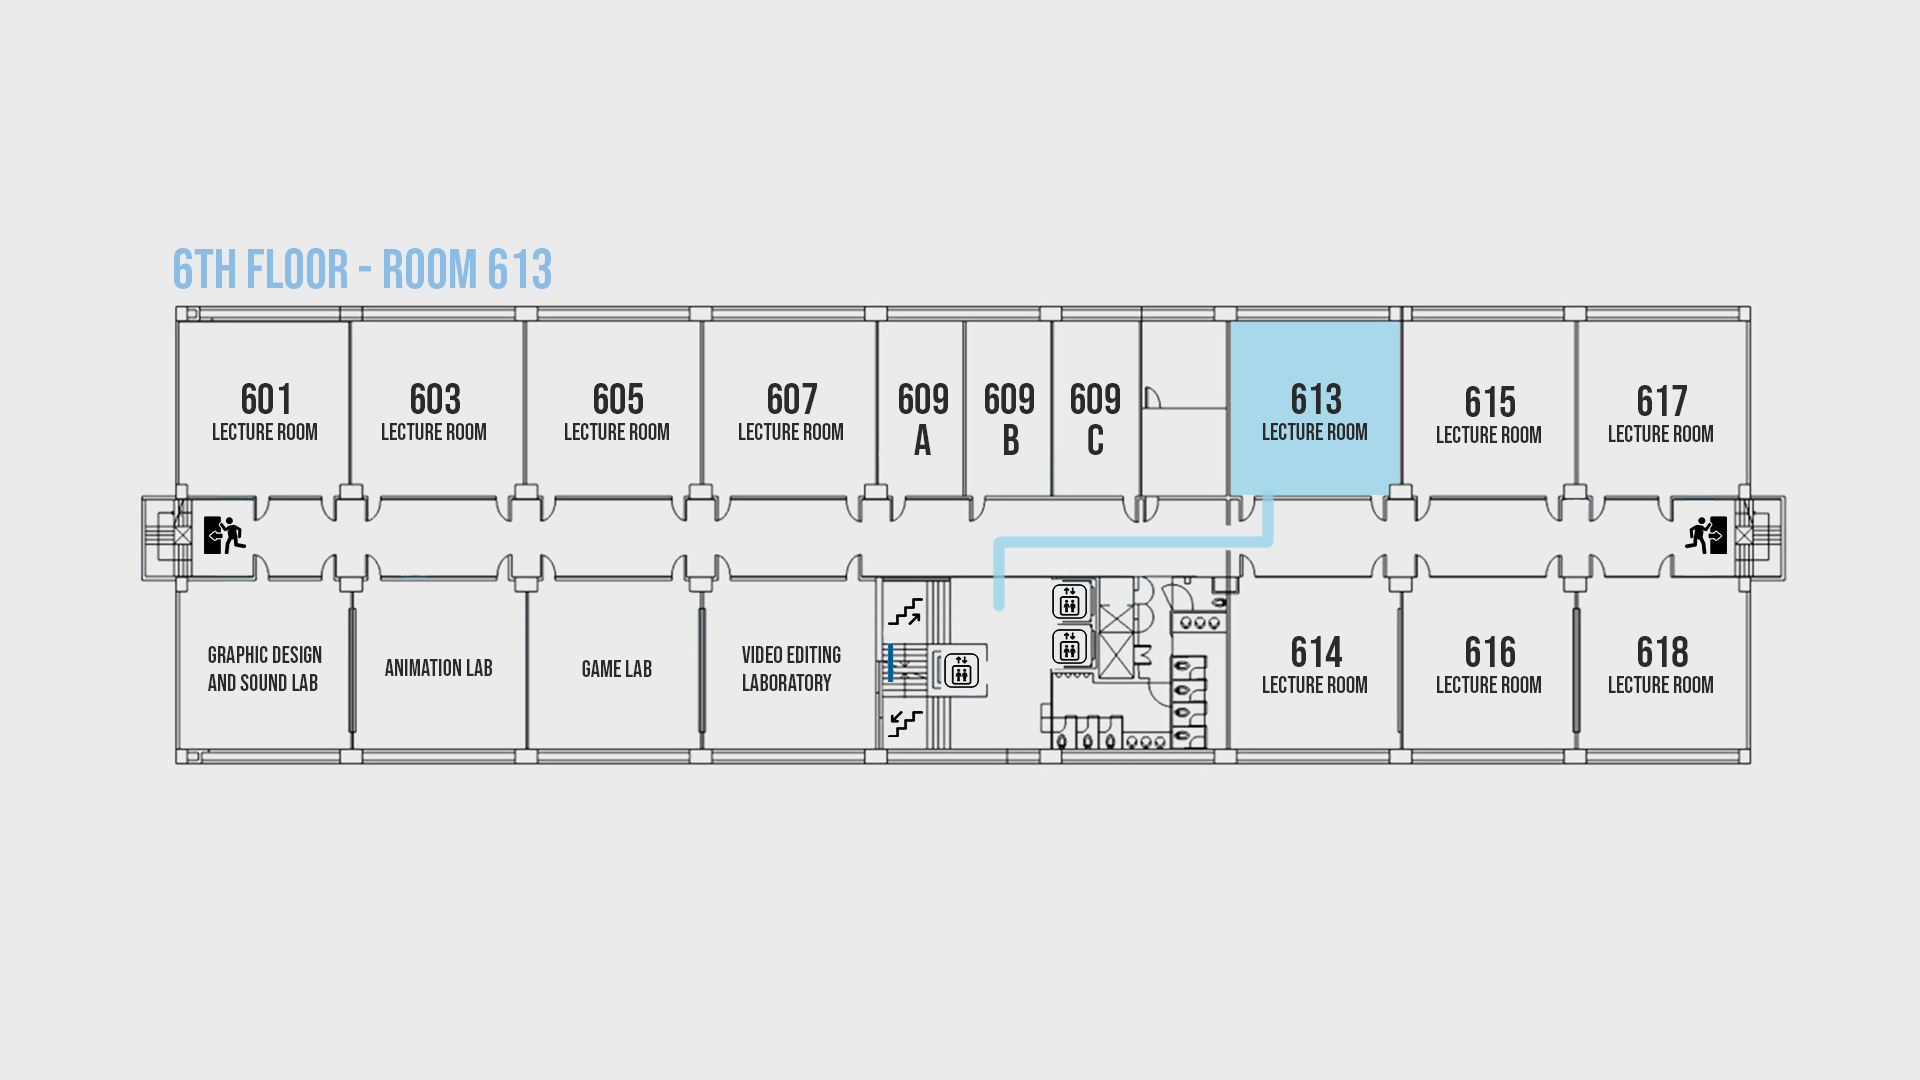 6TH FLOOR - ROOM 613
601
LECTURE ROOM
603
LECTURE ROOM
605
LECTURE ROOM
607
LECTURE ROOM
609
A
609
B
609
C
613
LECTURE ROOM
615
LECTURE ROOM
617
LECTURE ROOM
GRAPHIC DESIGN
AND SOUND LAB
ANIMATION LAB
GAME LAB
VIDEO EDITING
LABORATORY
614
LECTURE ROOM
616
LECTURE ROOM
618
LECTURE ROOM